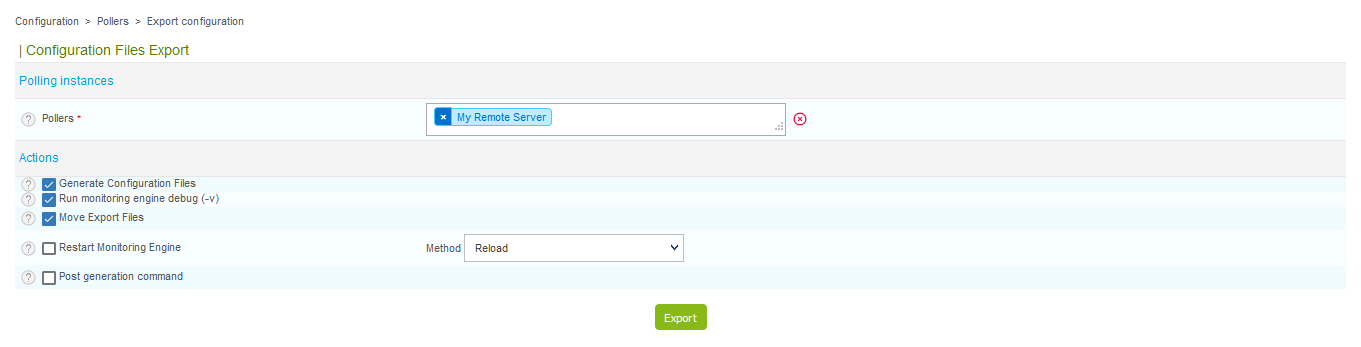 Configuration > Pollers > Export configuration
| Configuration Files Export
Polling instances
? Pollers * × My Remote Server
Actions
? Generate Configuration Files
? Run monitoring engine debug (-v)
? Move Export Files
? Restart Monitoring Engine Method Reload
? Post generation command
Export